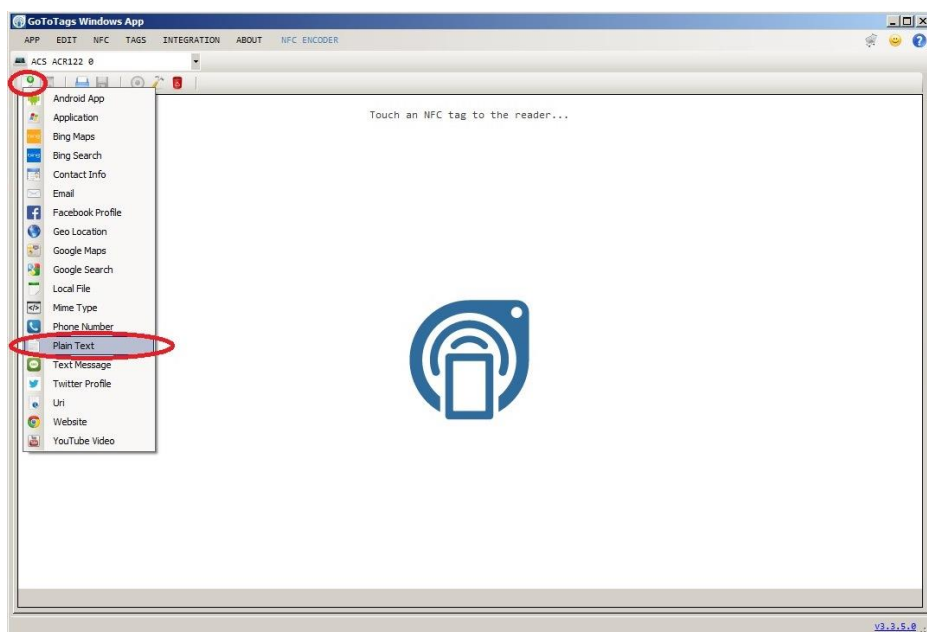 GoToTags Windows App
APP EDIT NFC TAGS INTEGRATION ABOUT NFC ENCODER
ACS ACR122 0
Touch an NFC tag to the reader...
Android App
Application
Bing Maps
Bing Search
Contact Info
Email
Facebook Profile
Geo Location
Google Maps
Google Search
Local File
Mime Type
Phone Number
Plain Text
Text Message
Twitter Profile
Uri
Website
YouTube Video
v3.3.5.0